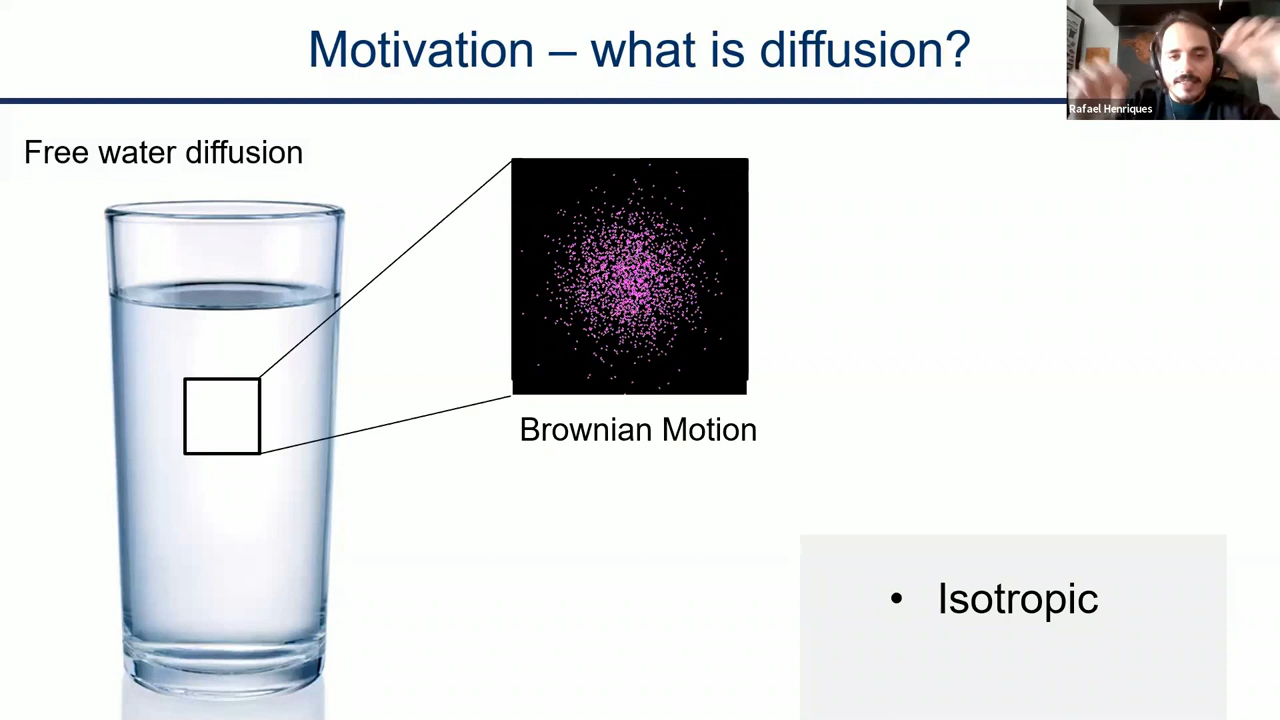 Motivation – what is diffusion?
Rafael Henriques
Free water diffusion
Brownian Motion
• Isotropic